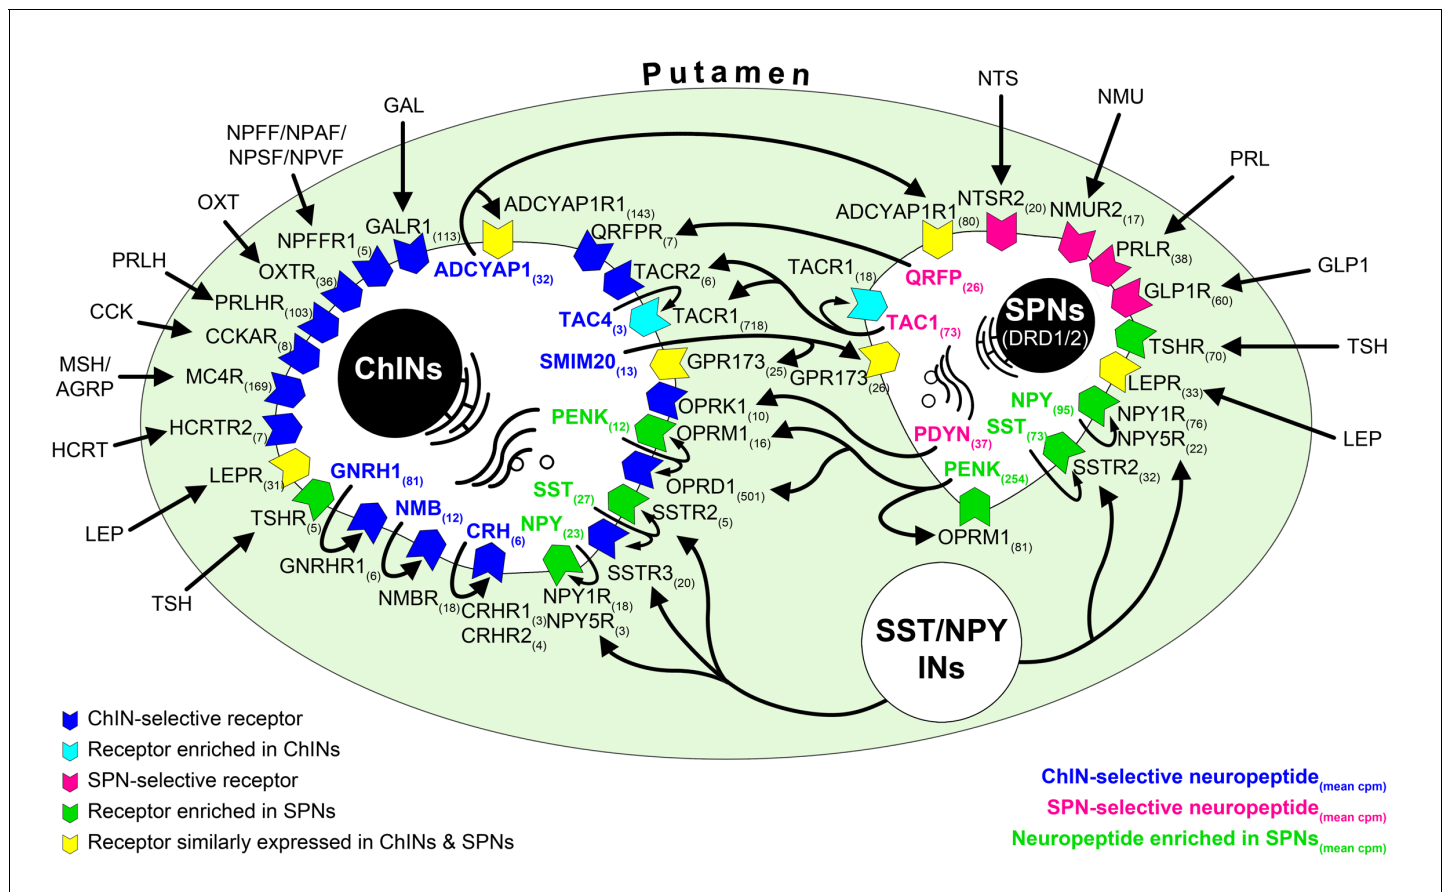 Putamen
GAL
NPFF/NPAF/
NPSF/NPVF
OXT
PRLH
CCK
MSH/
AGRP
HCRT
LEP
TSH
NTS
NMU
PRL
GLP1
TSH
LEP
GALR1(113)
NPFFR1(5)
OXTR(36)
PRLHR(103)
CCKAR(8)
MC4R(169)
HCRTR2(7)
LEPR(31)
TSHR(5)
GNRHR1(6)
NMBR(18)
CRHR1(3)
CRHR2(4)
NPY1R(18)
NPY5R(3)
SSTR3(20)
SSTR2(5)
OPRD1(501)
OPRM1(16)
OPRK1(10)
GPR173(25)
TACR1(718)
TACR2(6)
QRFPR(7)
ADCYAP1R1(143)
ADCYAP1(32)
TAC4(3)
SMIM20(13)
PENK(12)
SST(27)
NPY(23)
CRH(6)
NMB(12)
GNRH1(81)
ChINs
ADCYAP1R1(80)
NTSR2(20)
NMUR2(17)
PRLR(38)
GLP1R(60)
TSHR(70)
LEPR(33)
NPY1R(76)
NPY5R(22)
SSTR2(32)
OPRM1(81)
GPR173(26)
TACR1(18)
QRFP(26)
TAC1(73)
SPNs
(DRD1/2)
NPY(95)
SST(73)
PDYN(37)
PENK(254)
SST/NPY
INs
ChIN-selective receptor
Receptor enriched in ChINs
SPN-selective receptor
Receptor enriched in SPNs
Receptor similarly expressed in ChINs & SPNs
ChIN-selective neuropeptide(mean cpm)
SPN-selective neuropeptide(mean cpm)
Neuropeptide enriched in SPNs(mean cpm)